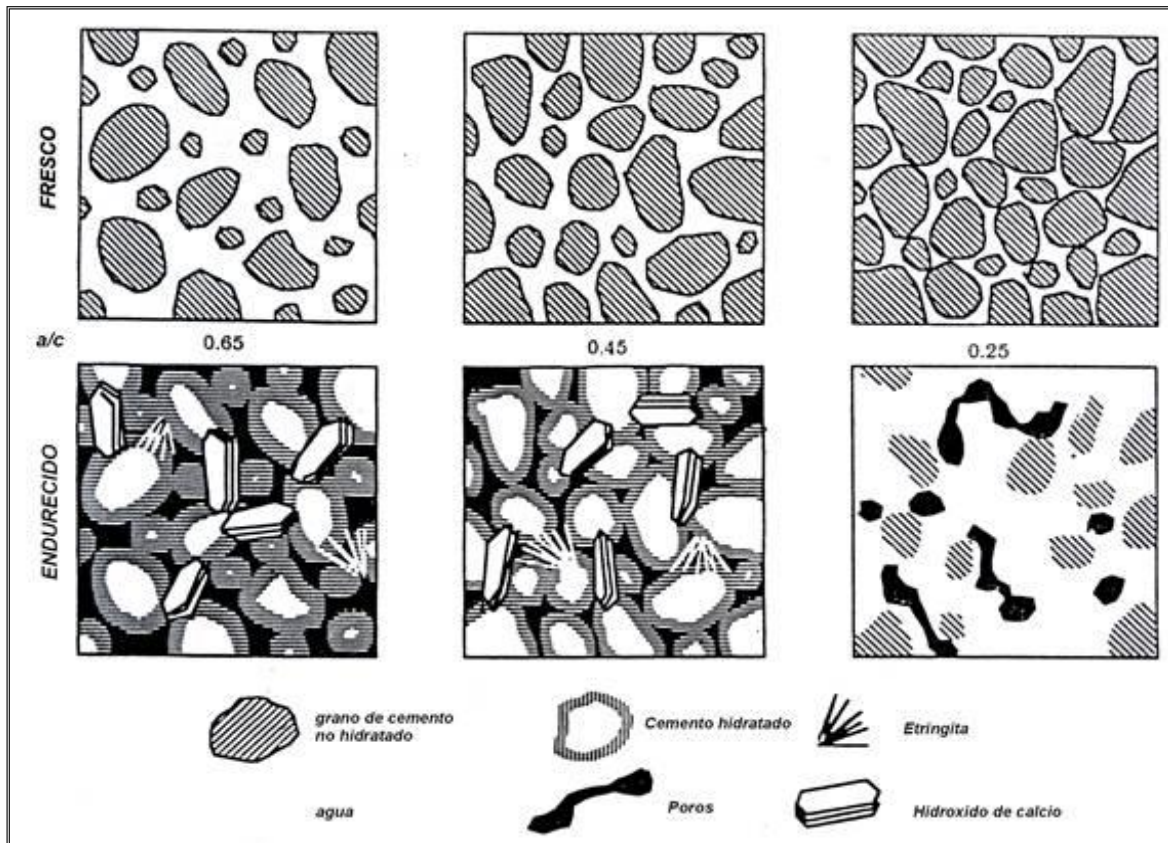 FRESCO
a/c
0.65
0.45
0.25
ENDURECIDO
grano de cemento
no hidratado
Cemento hidratado
Etringita
agua
Poros
Hidroxido de calcio